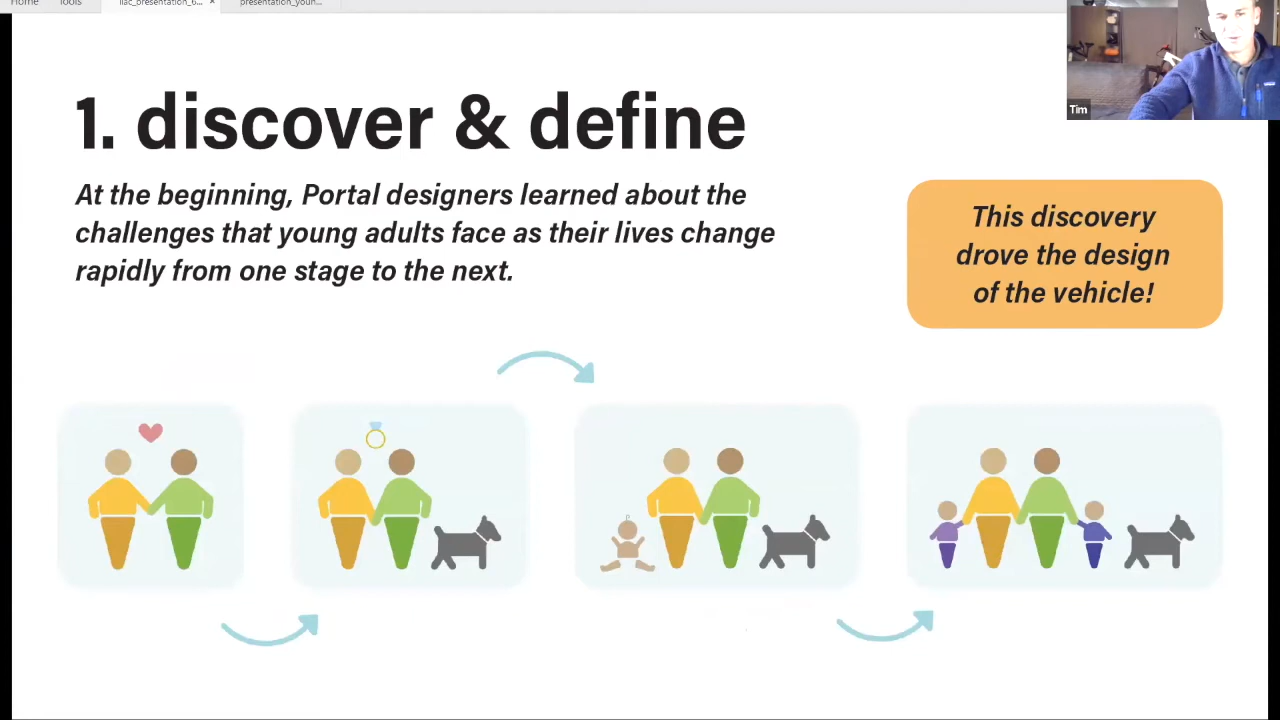 Home
Tools
lilac_presentation_6...
×
presentation_youn...
Tim
1. discover & define
At the beginning, Portal designers learned about the
challenges that young adults face as their lives change
rapidly from one stage to the next.
This discovery
drove the design
of the vehicle!